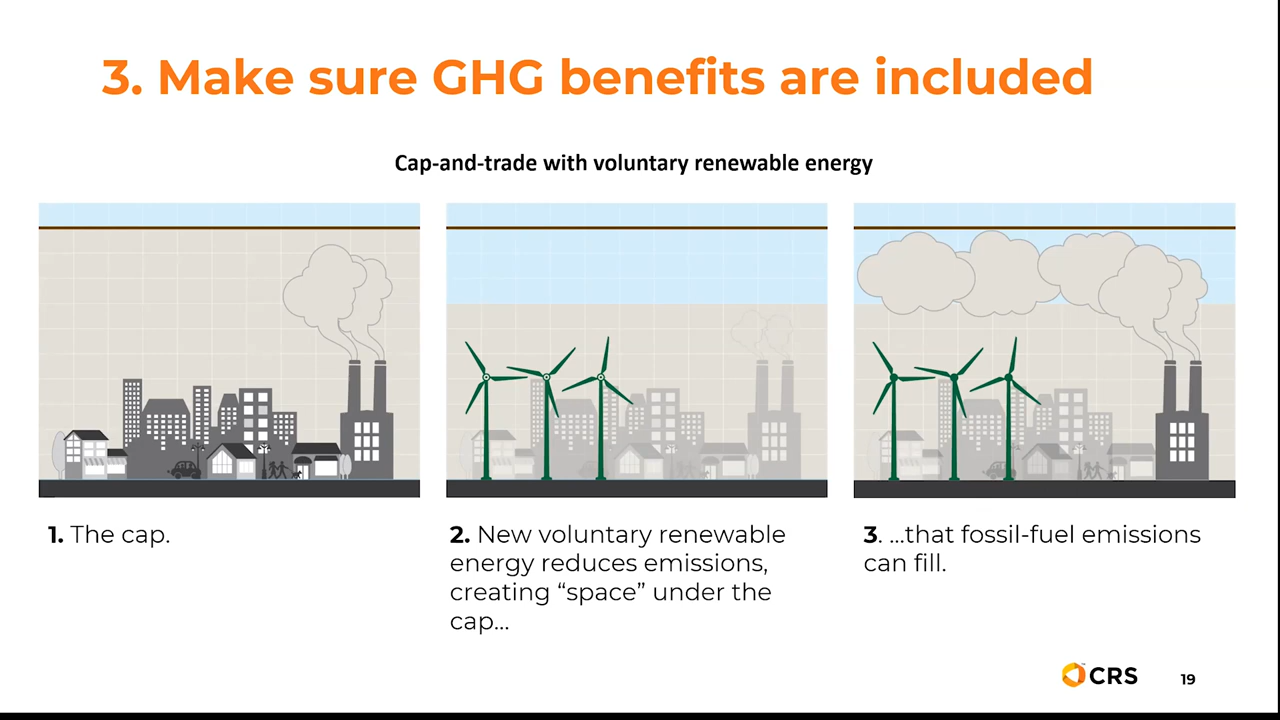 3. Make sure GHG benefits are included
Cap-and-trade with voluntary renewable energy
1. The cap.
2. New voluntary renewable
energy reduces emissions,
creating “space” under the
cap…
3. …that fossil-fuel emissions
can fill.
CRS
19